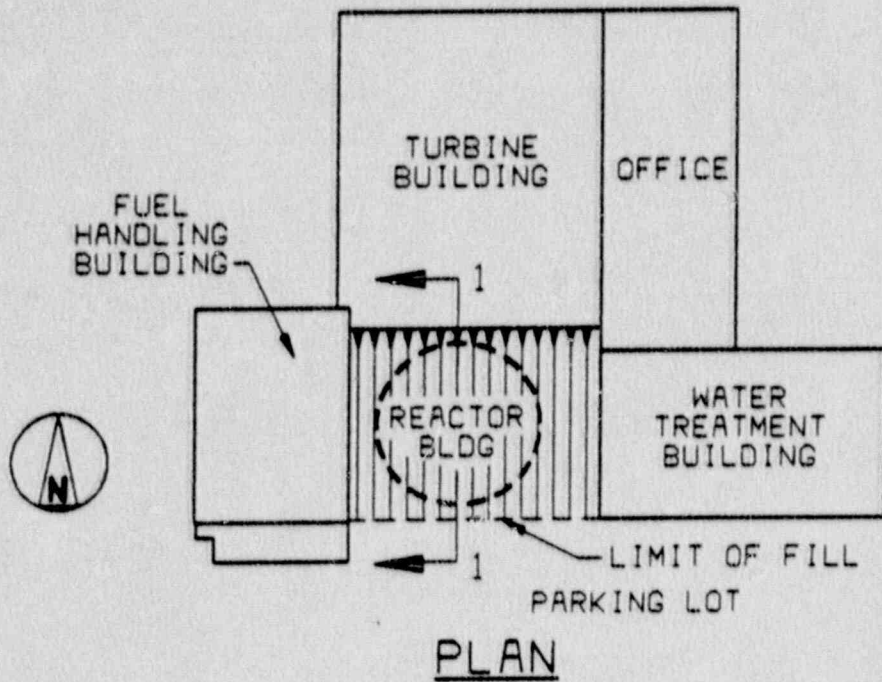 TURBINE
BUILDING
OFFICE
FUEL
HANDLING
BUILDING
1
REACTOR
BLDG
WATER
TREATMENT
BUILDING
N
1
LIMIT OF FILL
PARKING LOT
PLAN